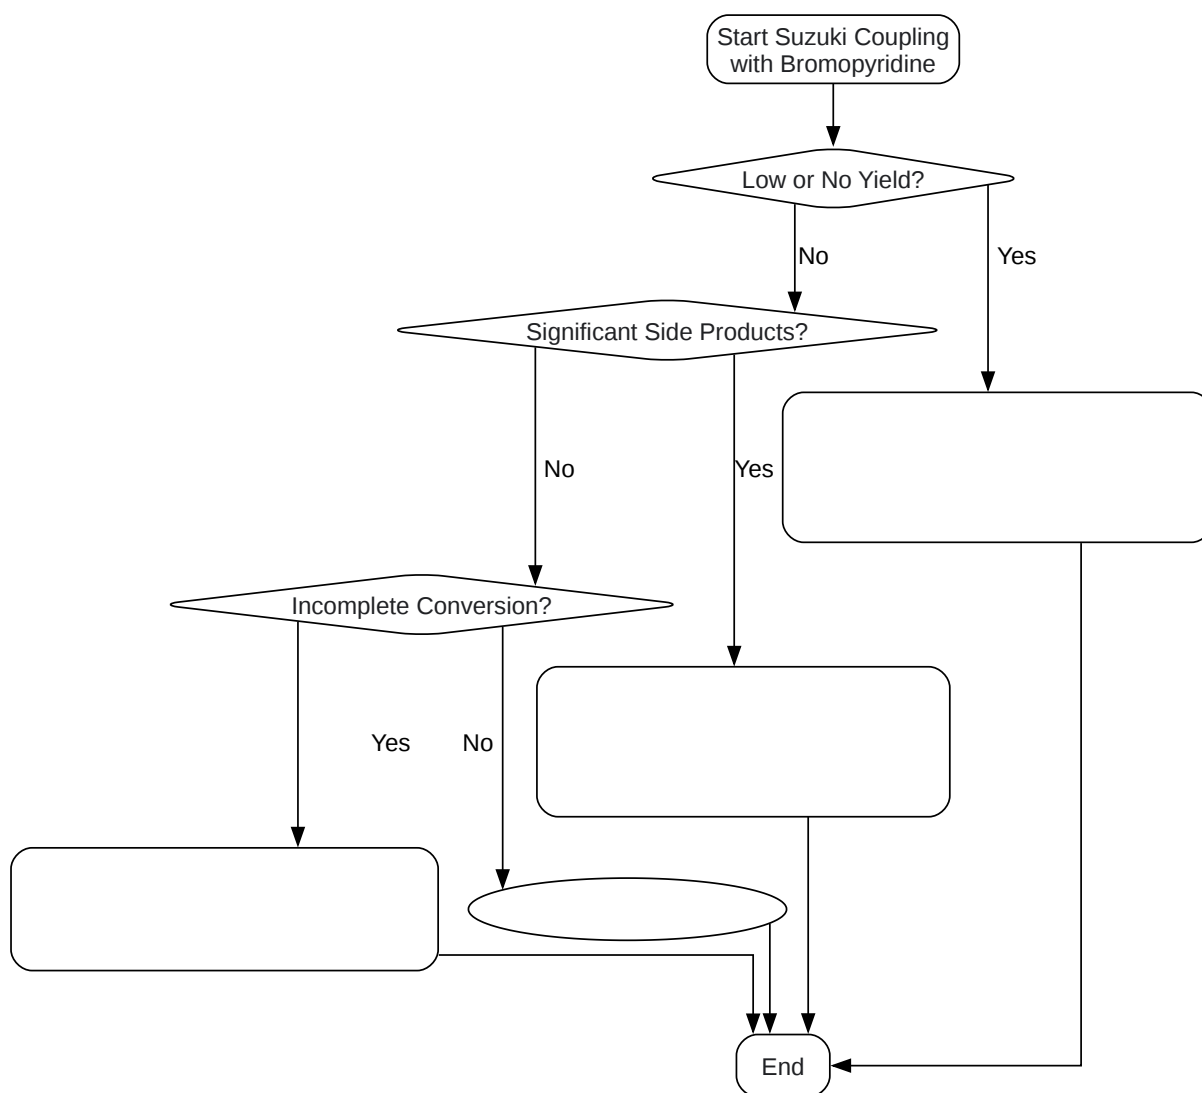 Start Suzuki Coupling
with Bromopyridine
Low or No Yield?
No
Yes
Significant Side Products?
No
Yes
Incomplete Conversion?
Yes
No
End